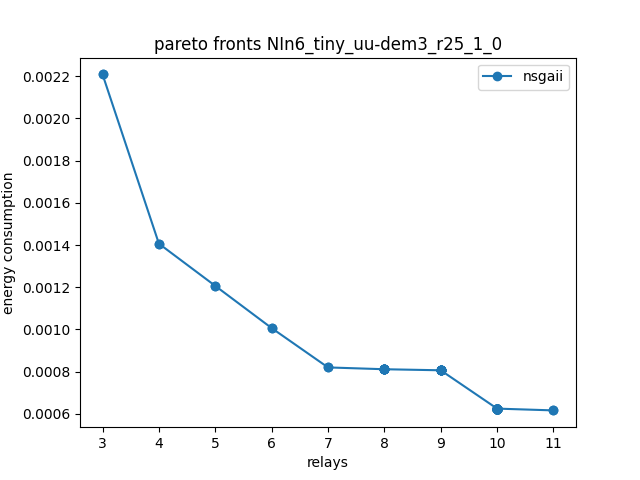 pareto fronts NIn6_tiny_uu-dem3_r25_1_0
nsgaii
energy consumption
0.0022
0.0020
0.0018
0.0016
0.0014
0.0012
0.0010
0.0008
0.0006
3 4 5 6 7 8 9 10 11
relays